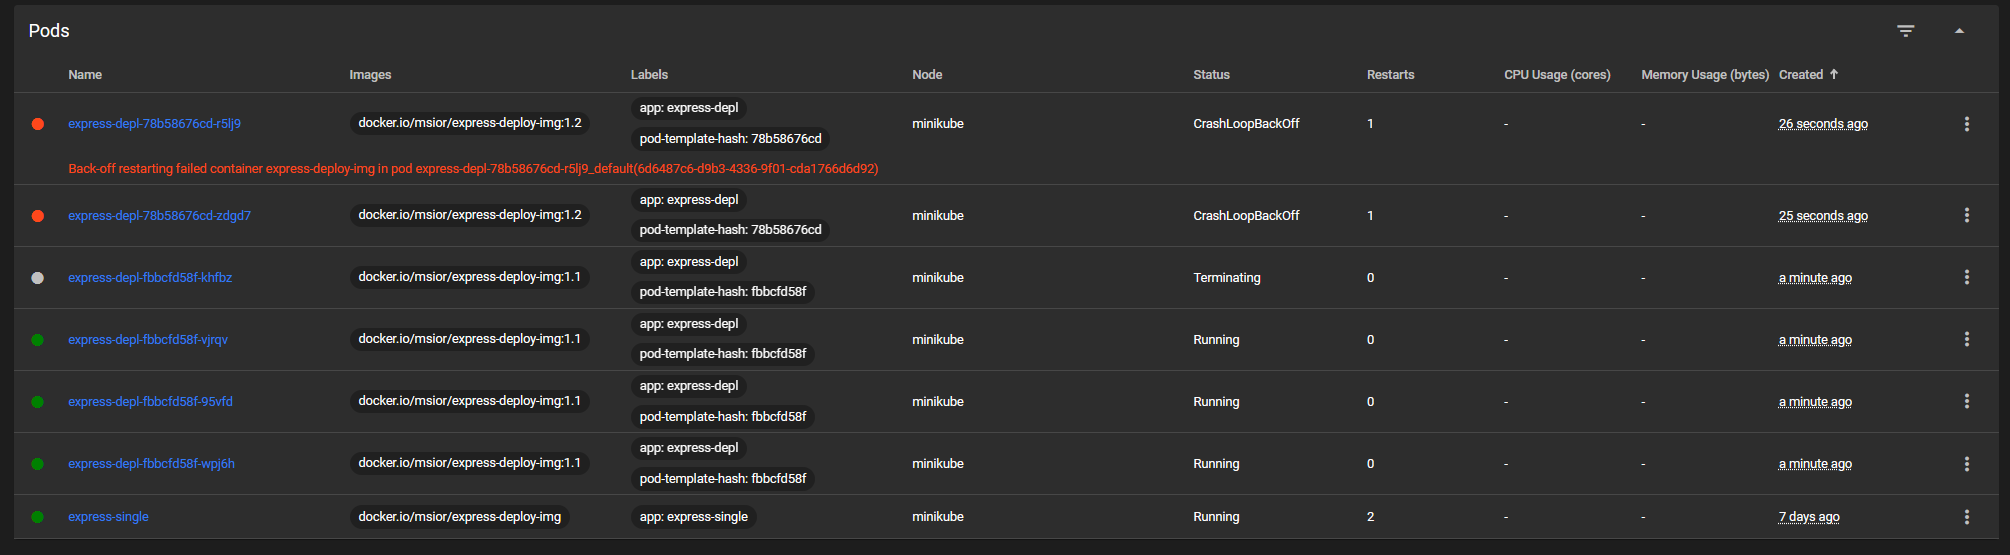 Pods
Name Images Labels Node Status Restarts CPU Usage (cores) Memory Usage (bytes) Created ↑
express-depl-78b58676cd-r5lj9 docker.io/msior/express-deploy-img:1.2 app: express-depl minikube CrashLoopBackOff 1 - - 26 seconds ago
pod-template-hash: 78b58676cd
Back-off restarting failed container express-deploy-img in pod express-depl-78b58676cd-r5lj9_default(6d6487c6-d9b3-4336-9f01-cda1766d6d92)
express-depl-78b58676cd-zdgd7 docker.io/msior/express-deploy-img:1.2 app: express-depl minikube CrashLoopBackOff 1 - - 25 seconds ago
pod-template-hash: 78b58676cd
express-depl-fbbcfd58f-khfbz docker.io/msior/express-deploy-img:1.1 app: express-depl minikube Terminating 0 - - a minute ago
pod-template-hash: fbbcfd58f
express-depl-fbbcfd58f-vjrqv docker.io/msior/express-deploy-img:1.1 app: express-depl minikube Running 0 - - a minute ago
pod-template-hash: fbbcfd58f
express-depl-fbbcfd58f-95vfd docker.io/msior/express-deploy-img:1.1 app: express-depl minikube Running 0 - - a minute ago
pod-template-hash: fbbcfd58f
express-depl-fbbcfd58f-wpj6h docker.io/msior/express-deploy-img:1.1 app: express-depl minikube Running 0 - - a minute ago
pod-template-hash: fbbcfd58f
express-single docker.io/msior/express-deploy-img app: express-single minikube Running 2 - - 7 days ago